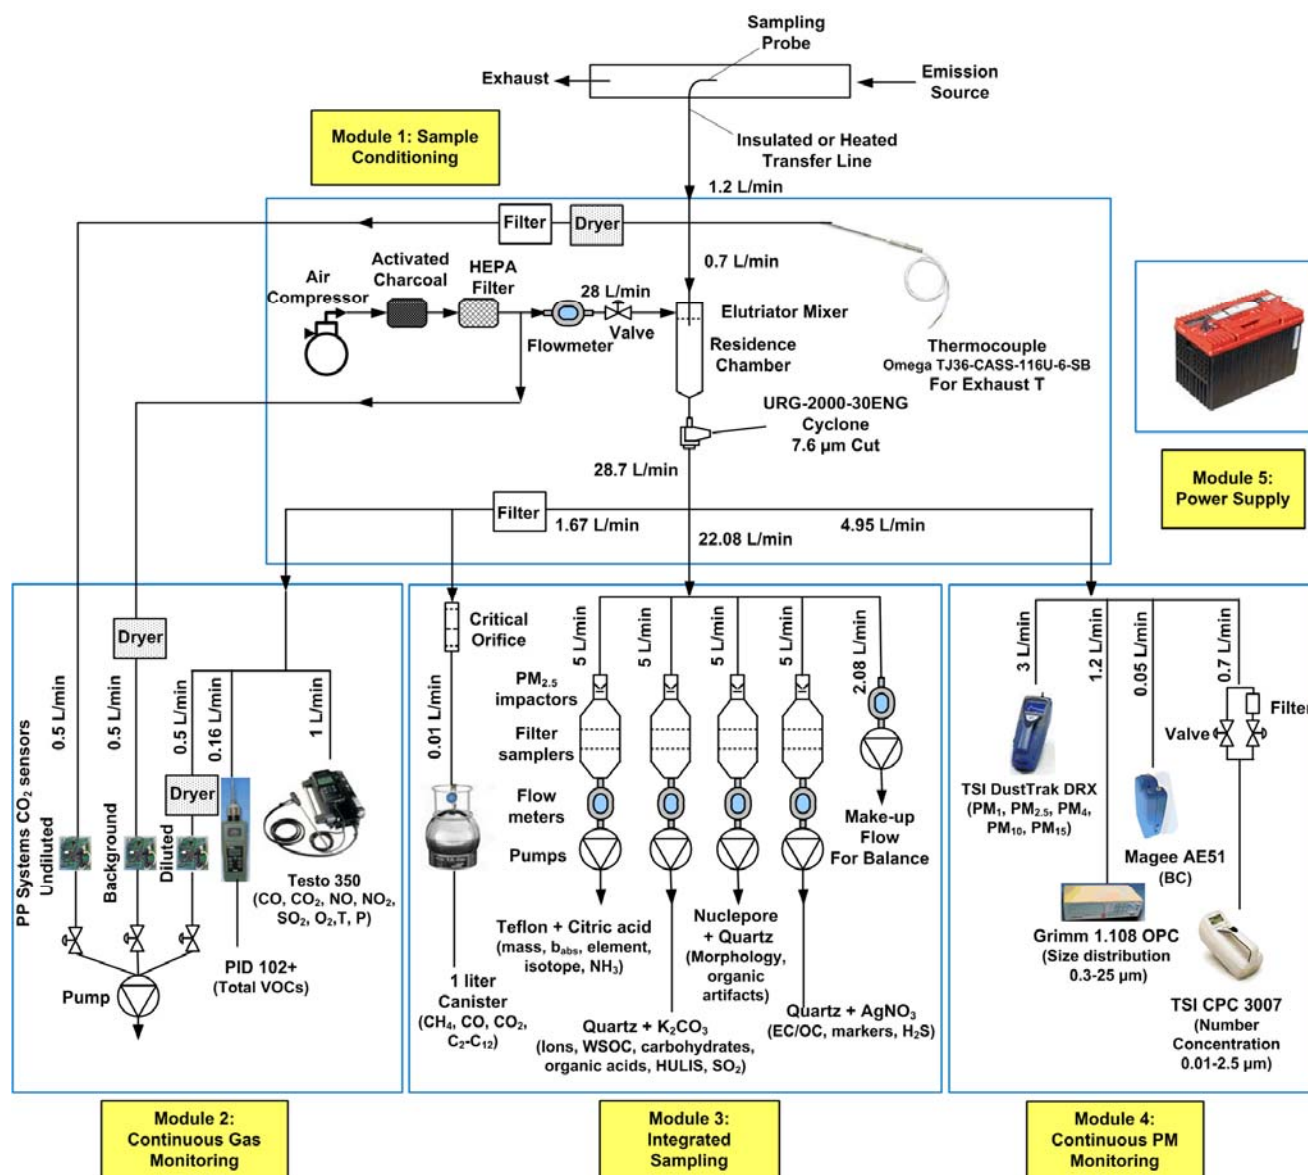 Sampling
Probe
Exhaust
Emission
Source
Module 1: Sample
Conditioning
Insulated or Heated
Transfer Line
1.2 L/min
Filter
Dryer
0.7 L/min
Air
Compressor
Activated
Charcoal
HEPA
Filter
28 L/min
Flowmeter
Valve
Elutriator Mixer
Residence
Chamber
Thermocouple
Omega TJ36-CASS-116U-6-SB
For Exhaust T
URG-2000-30ENG
Cyclone
7.6 µm Cut
28.7 L/min
Filter
1.67 L/min
22.08 L/min
4.95 L/min
Module 5:
Power Supply
PP Systems CO₂ sensors
Undiluted
Background
Diluted
0.5 L/min
0.5 L/min
0.5 L/min
0.16 L/min
1 L/min
Dryer
Dryer
Testo 350
(CO, CO₂, NO, NO₂,
SO₂, O₂,T, P)
PID 102+
(Total VOCs)
Pump
Critical
Orifice
0.01 L/min
1 liter
Canister
(CH₄, CO, CO₂,
C₂-C₁₂)
5 L/min
5 L/min
5 L/min
5 L/min
2.08 L/min
PM₂.₅
impactors
Filter
samplers
Flow
meters
Pumps
Make-up
Flow
For Balance
Teflon + Citric acid
(mass, bₐbₛ, element,
isotope, NH₃)
Quartz + K₂CO₃
(Ions, WSOC, carbohydrates,
organic acids, HULIS, SO₂)
Nuclepore
+ Quartz
(Morphology,
organic
artifacts)
Quartz + AgNO₃
(EC/OC, markers, H₂S)
3 L/min
1.2 L/min
0.05 L/min
0.7 L/min
Filter
Valve
TSI DustTrak DRX
(PM₁, PM₂.₅, PM₄,
PM₁₀, PM₁₅)
Magee AE51
(BC)
Grimm 1.108 OPC
(Size distribution
0.3-25 µm)
TSI CPC 3007
(Number
Concentration
0.01-2.5 µm)
Module 2:
Continuous Gas
Monitoring
Module 3:
Integrated
Sampling
Module 4:
Continuous PM
Monitoring